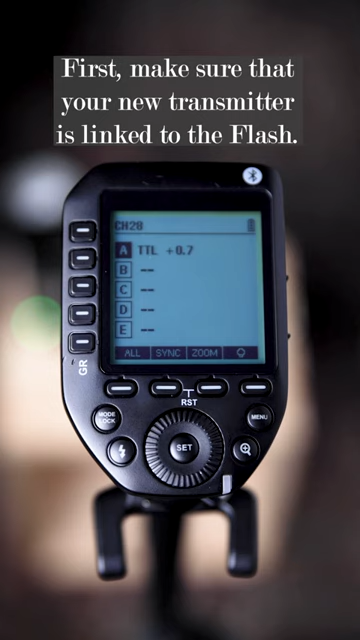 First, make sure that
your new transmitter
is linked to the Flash.
CH28
A TTL +0.7
B --
C --
D --
E --
ALL SYNC ZOOM
GR
RST
MODE
LOCK
MENU
SET